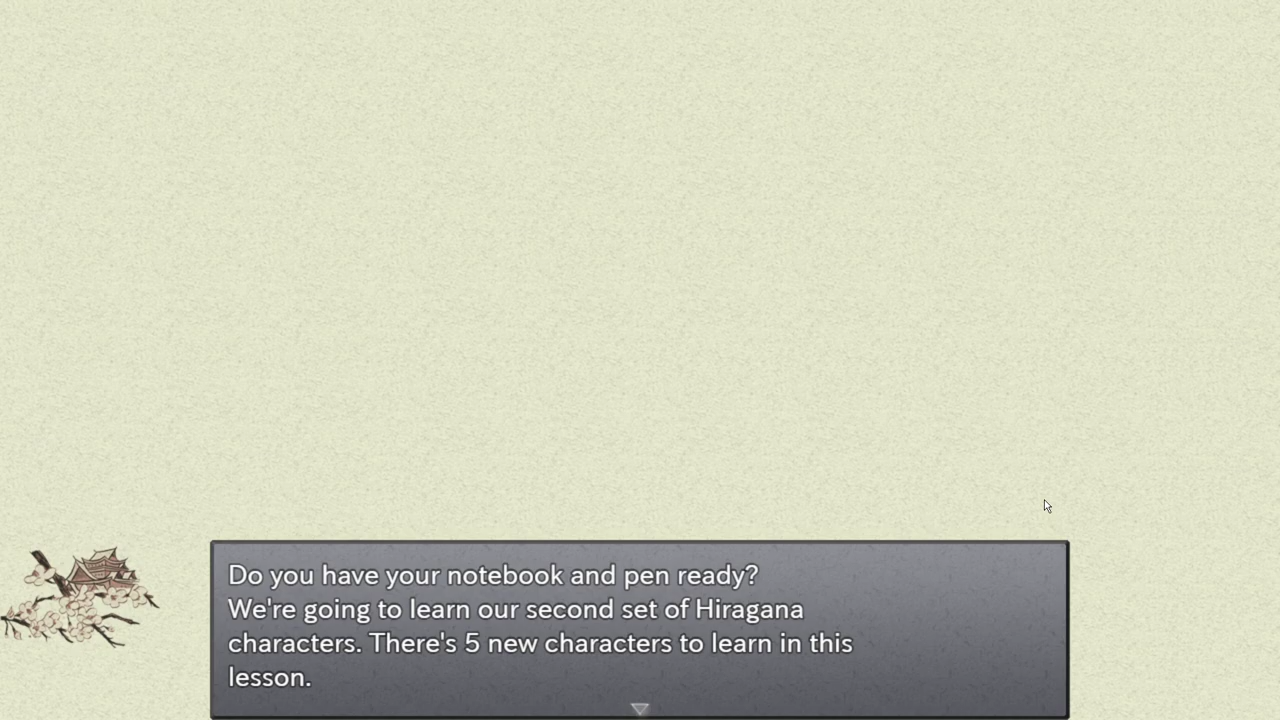 Do you have your notebook and pen ready?
We're going to learn our second set of Hiragana
characters. There's 5 new characters to learn in this
lesson.